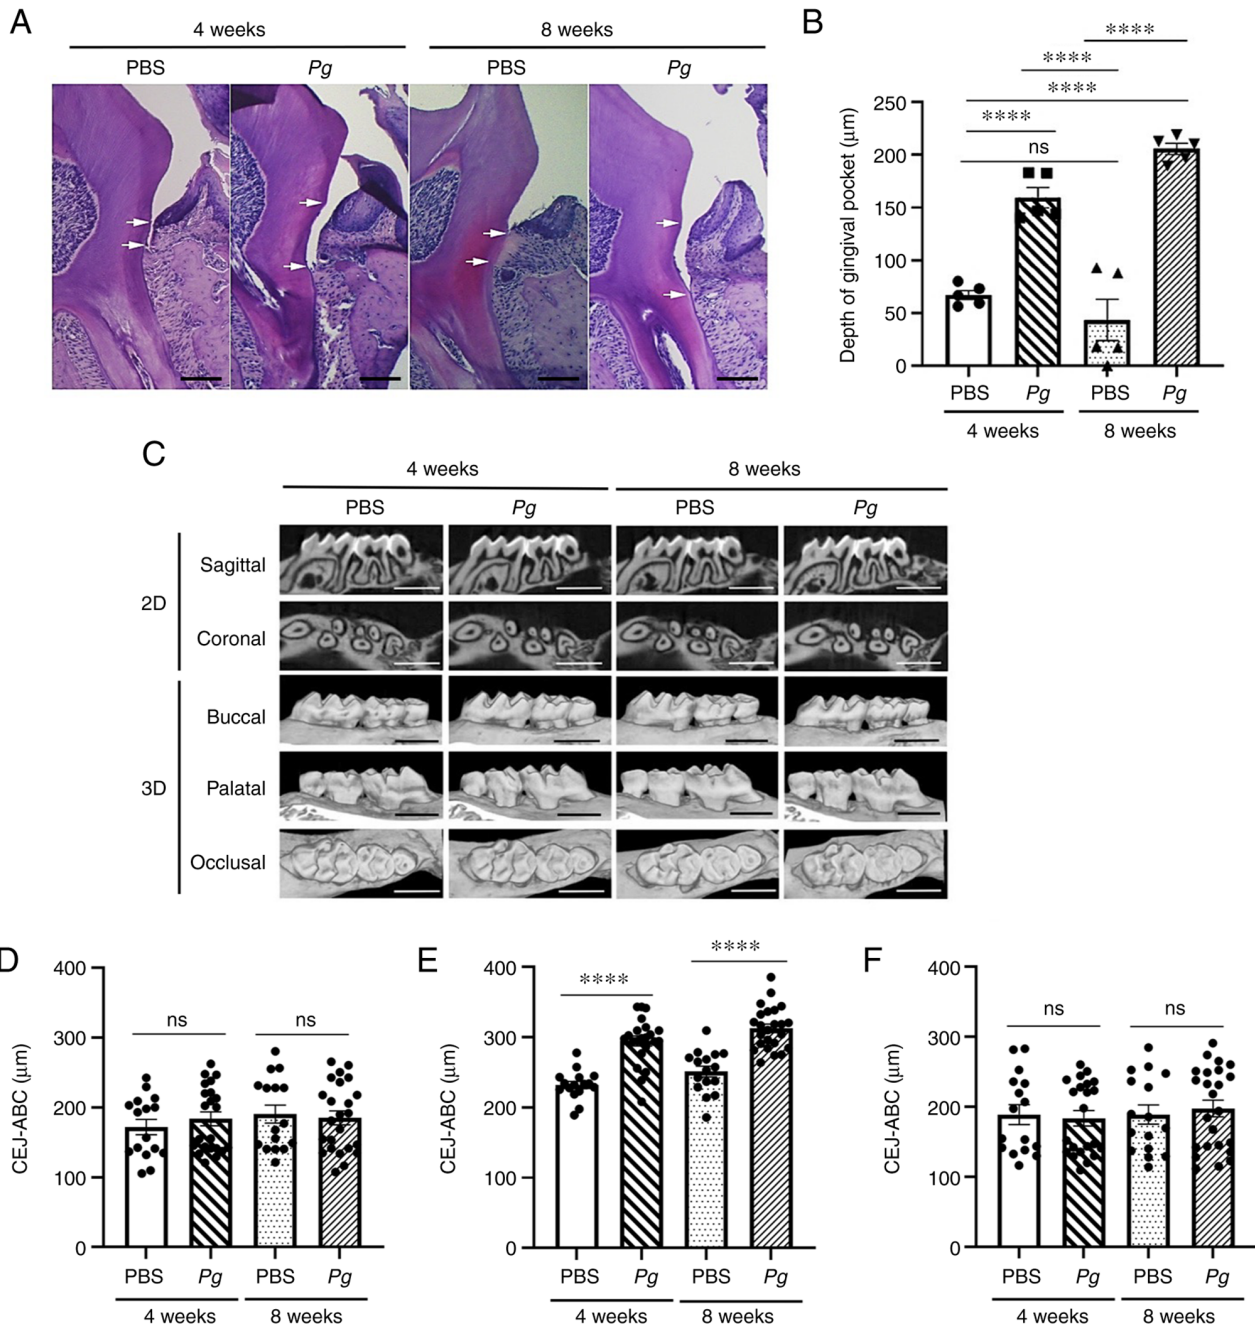 A
4 weeks
8 weeks
PBS
Pg
PBS
Pg
B
****
****
****
****
ns
Depth of gingival pocket (µm)
250
200
150
100
50
0
PBS
Pg
PBS
Pg
4 weeks
8 weeks
C
4 weeks
8 weeks
PBS
Pg
PBS
Pg
2D
Sagittal
Coronal
3D
Buccal
Palatal
Occlusal
D
CEJ-ABC (µm)
400
300
200
100
0
ns
ns
PBS
Pg
PBS
Pg
4 weeks
8 weeks
E
CEJ-ABC (µm)
400
300
200
100
0
****
****
PBS
Pg
PBS
Pg
4 weeks
8 weeks
F
CEJ-ABC (µm)
400
300
200
100
0
ns
ns
PBS
Pg
PBS
Pg
4 weeks
8 weeks